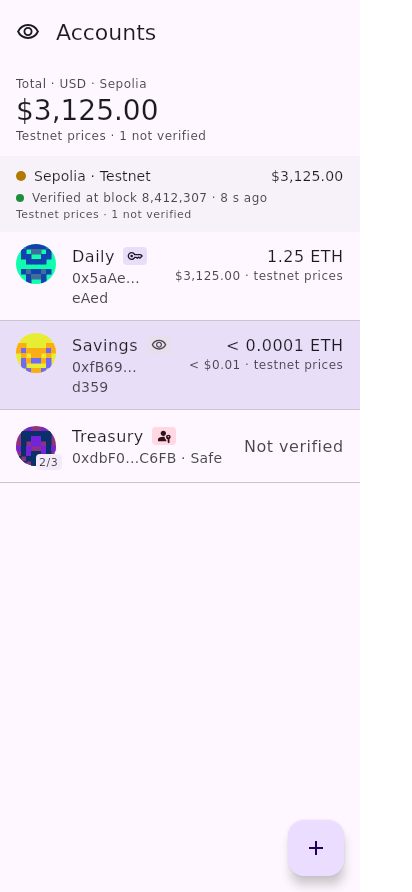 Accounts
Total · USD · Sepolia
$3,125.00
Testnet prices · 1 not verified
Sepolia · Testnet $3,125.00
Verified at block 8,412,307 · 8 s ago
Testnet prices · 1 not verified
Daily 1.25 ETH
0x5aAe... $3,125.00 · testnet prices
eAed
Savings < 0.0001 ETH
0xfB69... < $0.01 · testnet prices
d359
Treasury Not verified
2/3 0xdbF0...C6FB · Safe
+